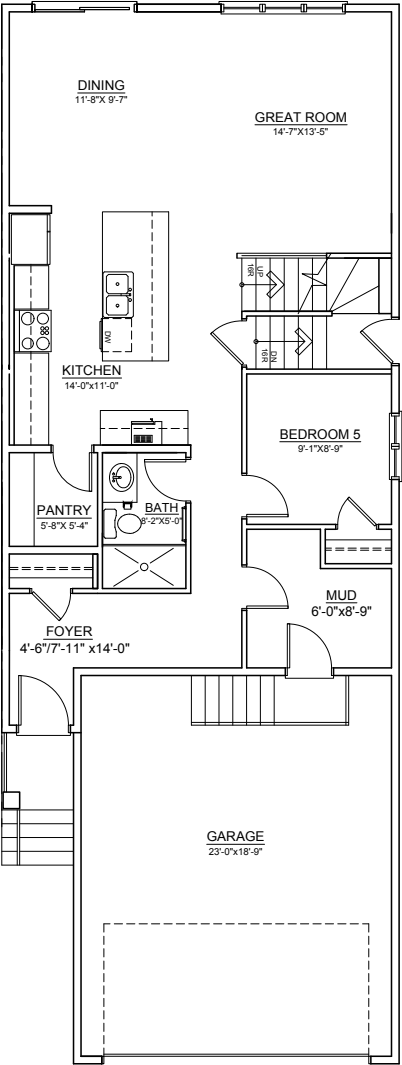 DINING
11'-8"X 9'-7"
GREAT ROOM
14'-7"X13'-5"
UP
16R
DN
16R
DW
KITCHEN
14'-0"x11'-0"
BEDROOM 5
9'-1"X8'-9"
PANTRY
5'-8"X 5'-4"
BATH
8'-2"X5'-0"
MUD
6'-0"x8'-9"
FOYER
4'-6"/7'-11" x14'-0"
GARAGE
23'-0"x18'-9"